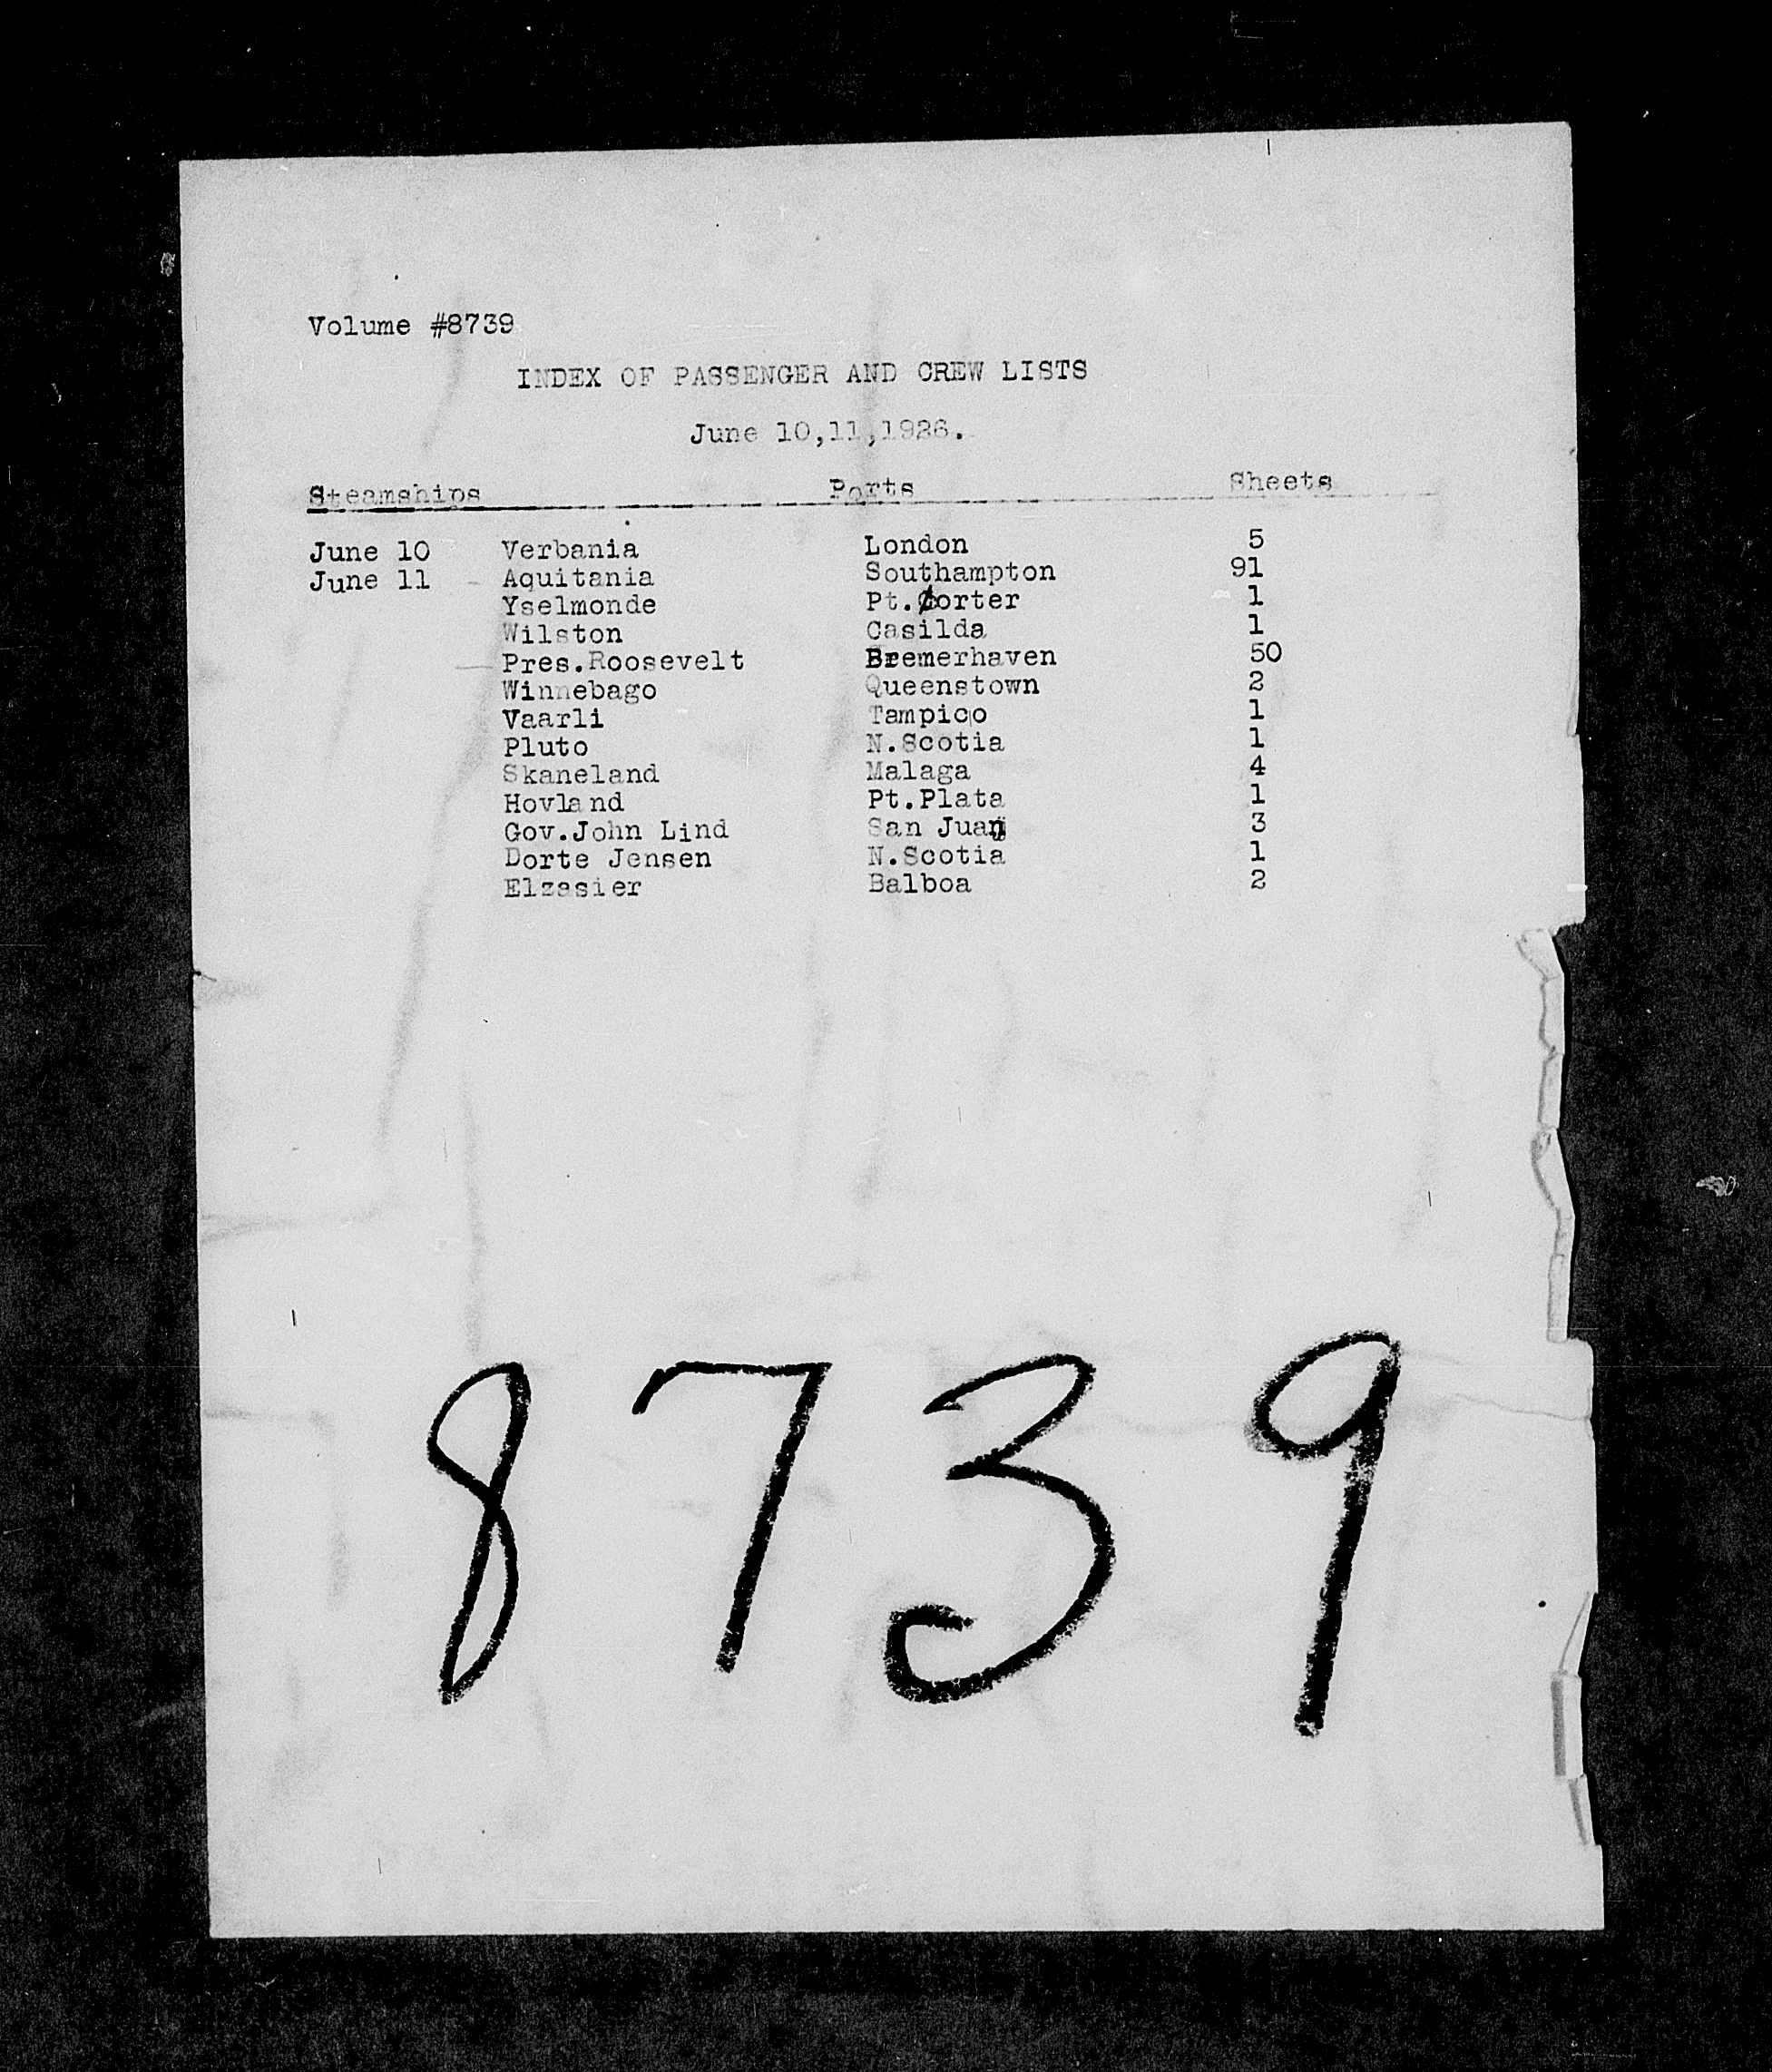 Volume #8739
INDEX OF PASSENGER AND CREW LISTS
June 10,11,1926.
Steamships Ports Sheets
June 10 Verbania London 5
June 11 - Aquitania Southampton 91
Yselmonde Pt.Corter 1
Wilston Casilda 1
Pres.Roosevelt Bremerhaven 50
Winnebago Queenstown 2
Vaarli Tampico 1
Pluto N.Scotia 1
Skaneland Malaga 4
Hovland Pt.Plata 1
Gov.John Lind San Juan 3
Dorte Jensen N.Scotia 1
Elzasier Balboa 2
8739